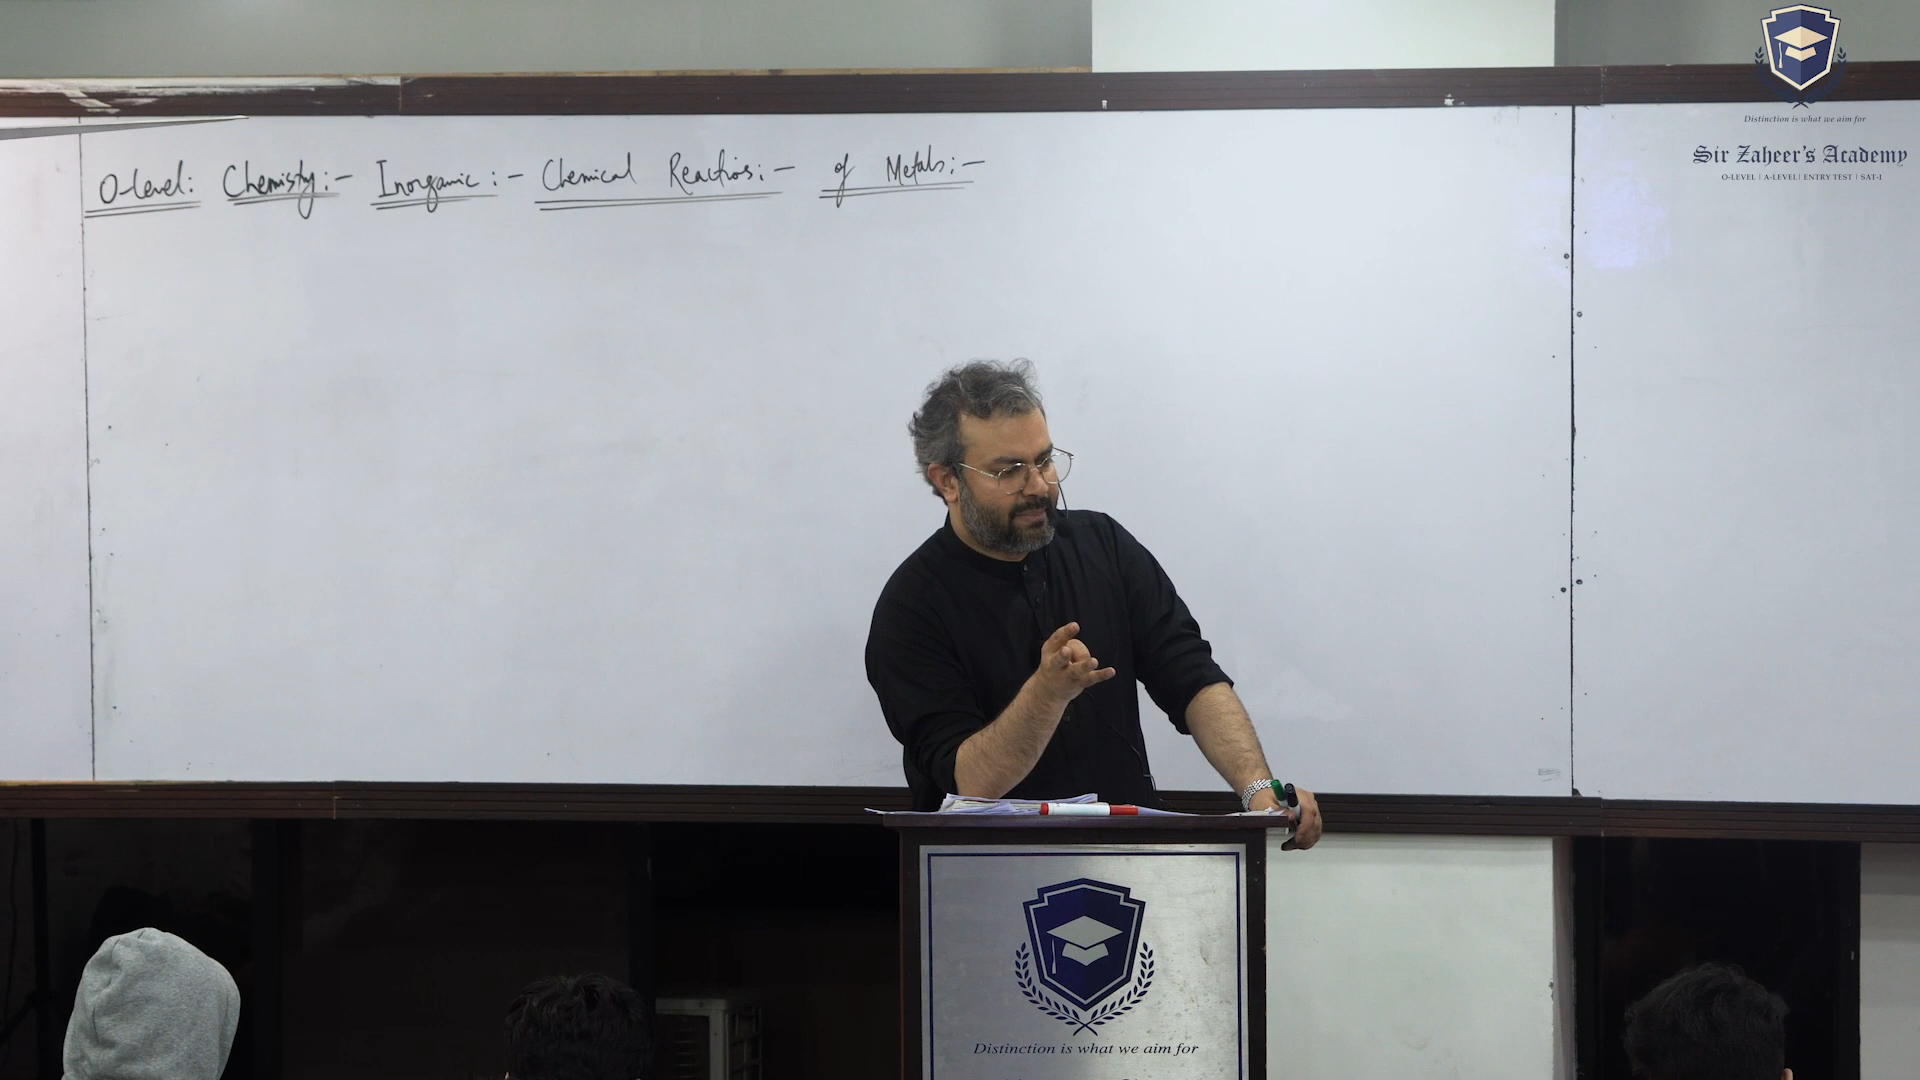 O-Level: Chemistry:- Inorganic:- Chemical Reactios:- of Metals:-
Distinction is what we aim for
Sir Zaheer's Academy
O-LEVEL | A-LEVEL | ENTRY TEST | SAT-I
Distinction is what we aim for